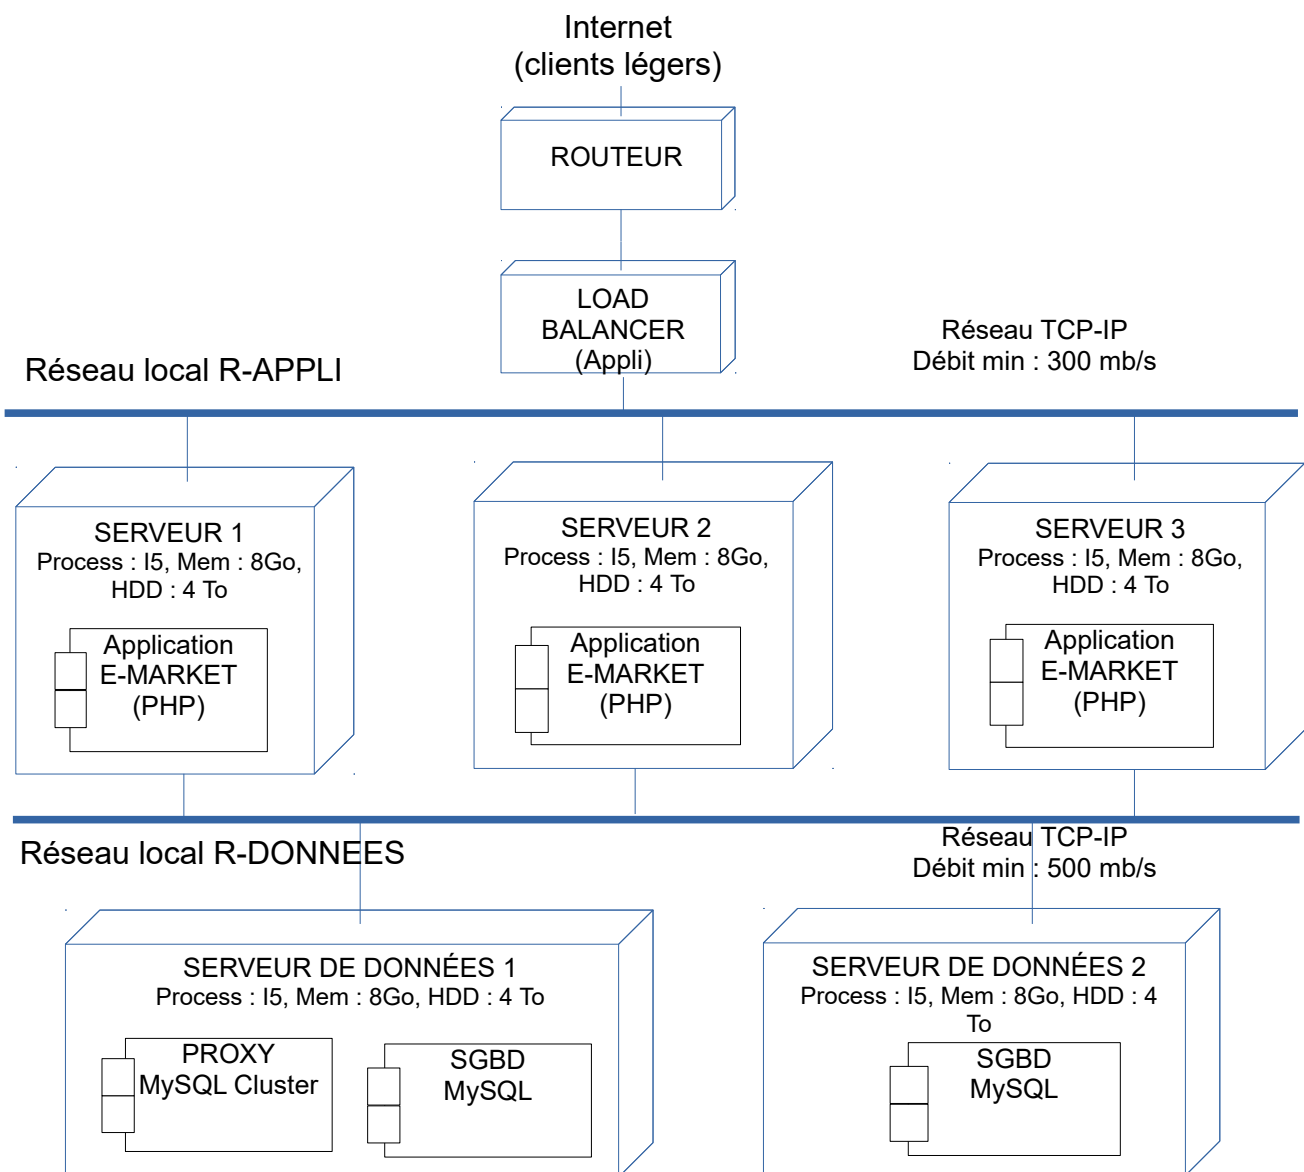 Internet
(clients légers)
ROUTEUR
LOAD
BALANCER
(Appli)
Réseau TCP-IP
Débit min : 300 mb/s
Réseau local R-APPLI
SERVEUR 1
Process : I5, Mem : 8Go,
HDD : 4 To
Application
E-MARKET
(PHP)
SERVEUR 2
Process : I5, Mem : 8Go,
HDD : 4 To
Application
E-MARKET
(PHP)
SERVEUR 3
Process : I5, Mem : 8Go,
HDD : 4 To
Application
E-MARKET
(PHP)
Réseau local R-DONNEES
Réseau TCP-IP
Débit min : 500 mb/s
SERVEUR DE DONNÉES 1
Process : I5, Mem : 8Go, HDD : 4 To
PROXY
MySQL Cluster
SGBD
MySQL
SERVEUR DE DONNÉES 2
Process : I5, Mem : 8Go, HDD : 4
To
SGBD
MySQL